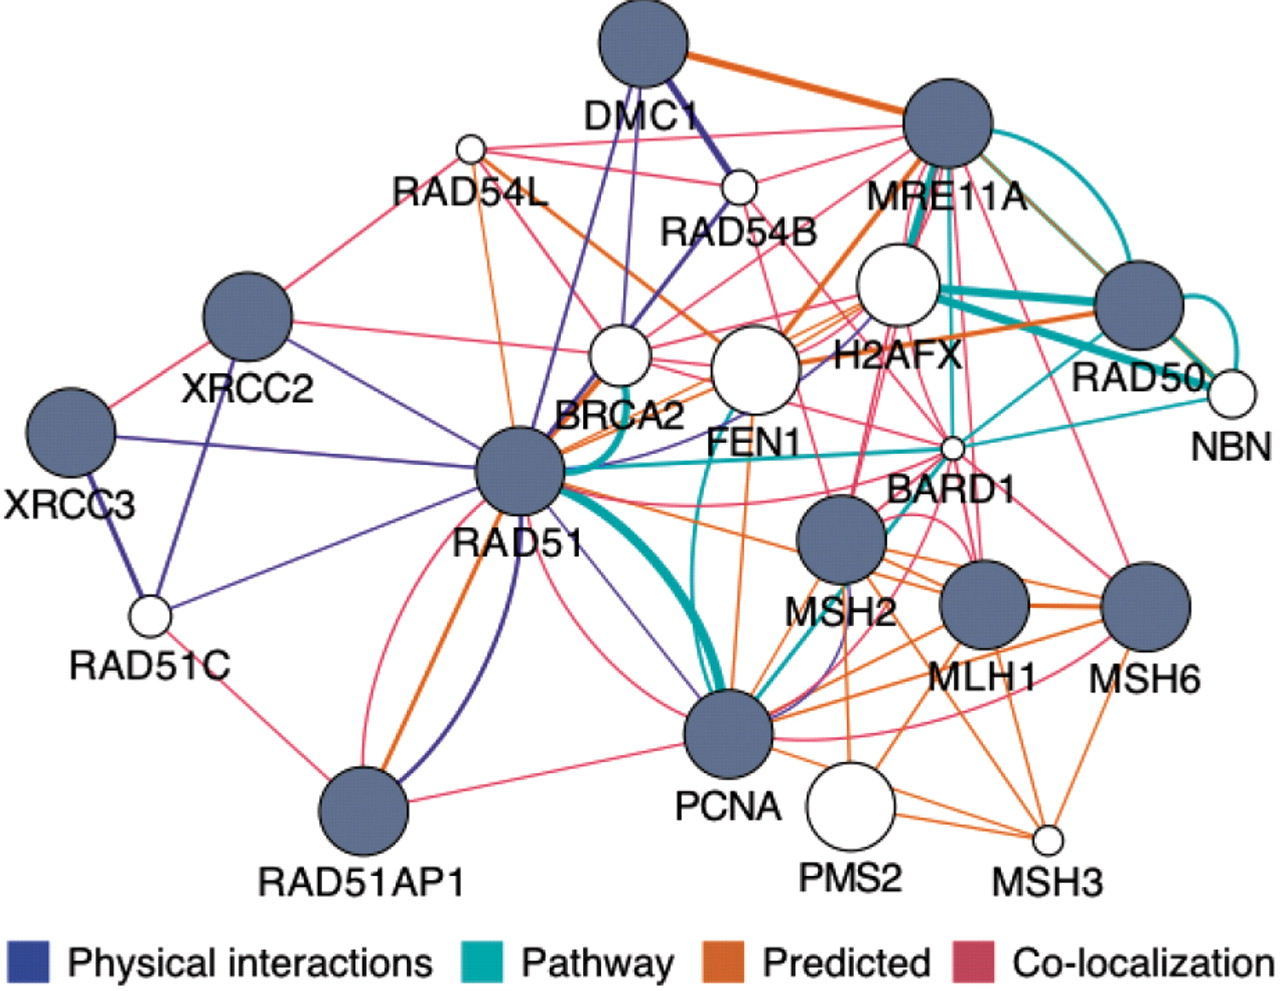 DMC1
RAD54L
MRE11A
RAD54B
H2AFX
XRCC2
RAD50
BRCA2
FEN1
NBN
XRCC3
BARD1
RAD51
MSH2
RAD51C
MLH1
MSH6
PCNA
RAD51AP1
PMS2
MSH3
Physical interactions Pathway Predicted Co-localization